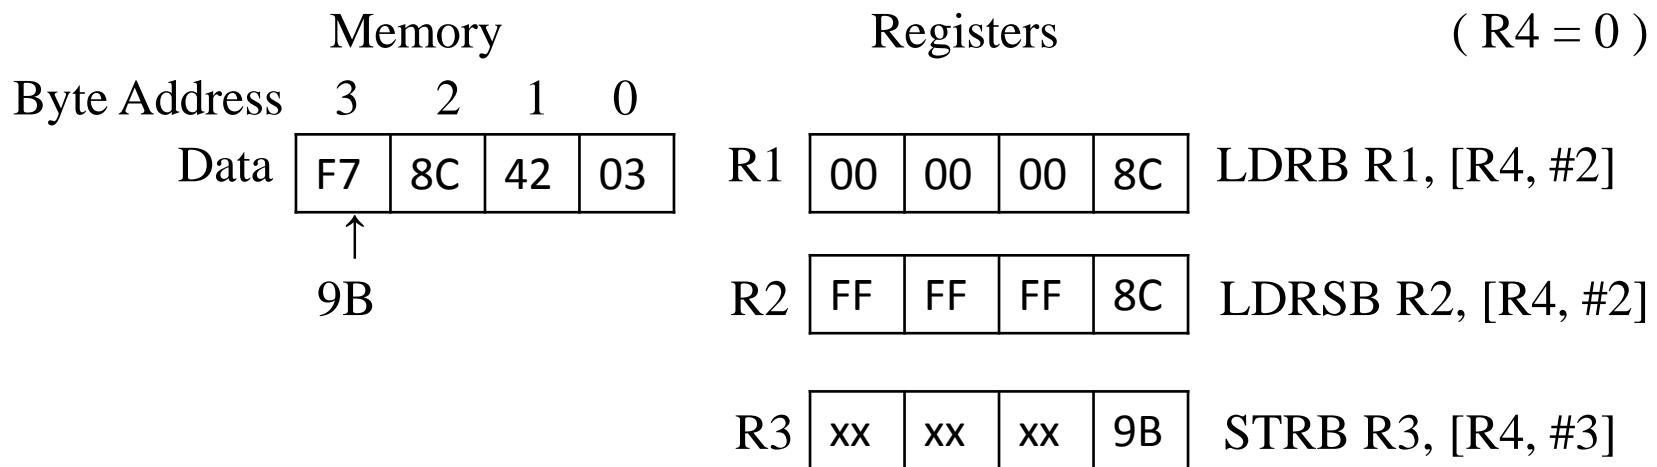 Memory Registers ( R4 = 0 )
Byte Address 3 2 1 0
Data F7 8C 42 03 R1 00 00 00 8C LDRB R1, [R4, #2]
↑
9B R2 FF FF FF 8C LDRSB R2, [R4, #2]
R3 xx xx xx 9B STRB R3, [R4, #3]